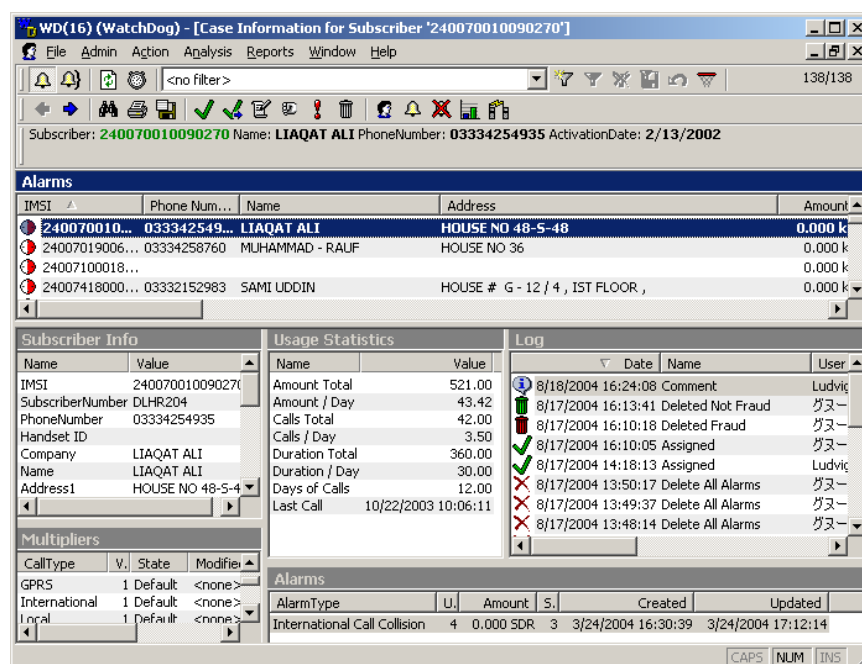 WD(16) (WatchDog) - [Case Information for Subscriber '240070010090270']
File Admin Action Analysis Reports Window Help
<no filter> 138/138
Subscriber: 240070010090270 Name: LIAQAT ALI PhoneNumber: 03334254935 ActivationDate: 2/13/2002
Alarms
IMSI Phone Num... Name Address Amount
240070010... 033342549... LIAQAT ALI HOUSE NO 48-S-48 0.000 k
24007019006... 03334258760 MUHAMMAD - RAUF HOUSE NO 36 0.000 k
24007100018... 0.000 k
24007418000... 03332152983 SAMI UDDIN HOUSE # G - 12 / 4 , IST FLOOR , 0.000 k
Subscriber Info
Name Value
IMSI 240070010090270
SubscriberNumber DLHR204
PhoneNumber 03334254935
Handset ID
Company LIAQAT ALI
Name LIAQAT ALI
Address1 HOUSE NO 48-S-4
Usage Statistics
Name Value
Amount Total 521.00
Amount / Day 43.42
Calls Total 42.00
Calls / Day 3.50
Duration Total 360.00
Duration / Day 30.00
Days of Calls 12.00
Last Call 10/22/2003 10:06:11
Log
Date Name User
8/18/2004 16:24:08 Comment Ludvig
8/17/2004 16:13:41 Deleted Not Fraud グヌー
8/17/2004 16:10:18 Deleted Fraud グヌー
8/17/2004 16:10:05 Assigned グヌー
8/17/2004 14:18:13 Assigned Ludvig
8/17/2004 13:50:17 Delete All Alarms グヌー
8/17/2004 13:49:37 Delete All Alarms グヌー
8/17/2004 13:48:14 Delete All Alarms グヌー
Multipliers
CallType V. State Modifie
GPRS 1 Default <none>
International 1 Default <none>
Local 1 Default <none>
Alarms
AlarmType U. Amount S. Created Updated
International Call Collision 4 0.000 SDR 3 3/24/2004 16:30:39 3/24/2004 17:12:14
CAPS NUM INS